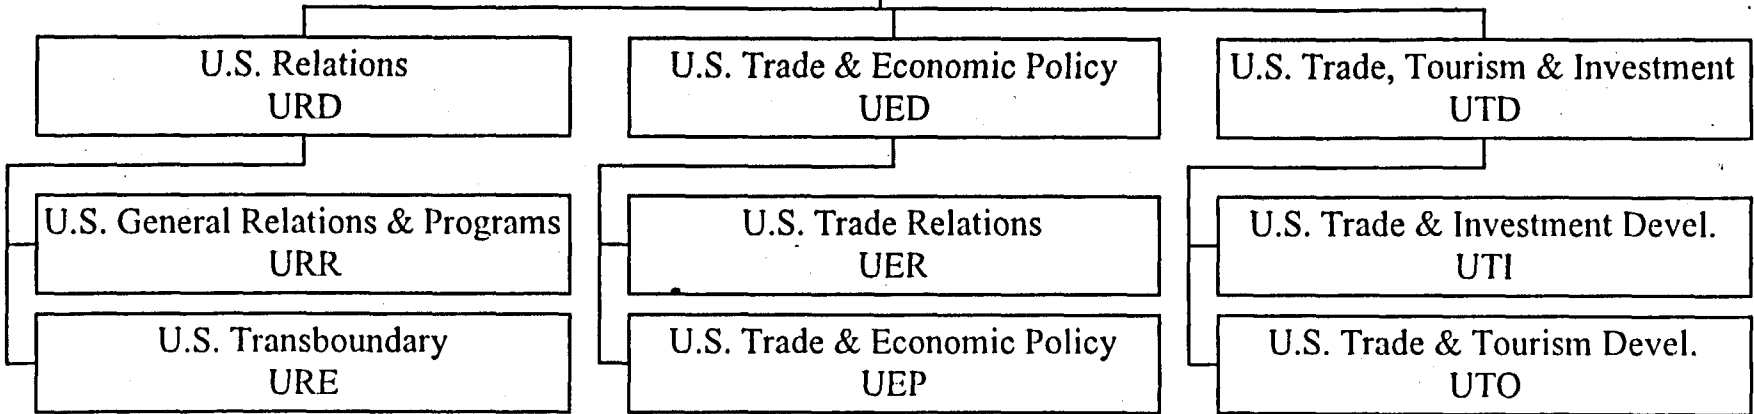 U.S. Relations
URD
U.S. Trade & Economic Policy
UED
U.S. Trade, Tourism & Investment
UTD
U.S. General Relations & Programs
URR
U.S. Trade Relations
UER
U.S. Trade & Investment Devel.
UTI
U.S. Transboundary
URE
U.S. Trade & Economic Policy
UEP
U.S. Trade & Tourism Devel.
UTO